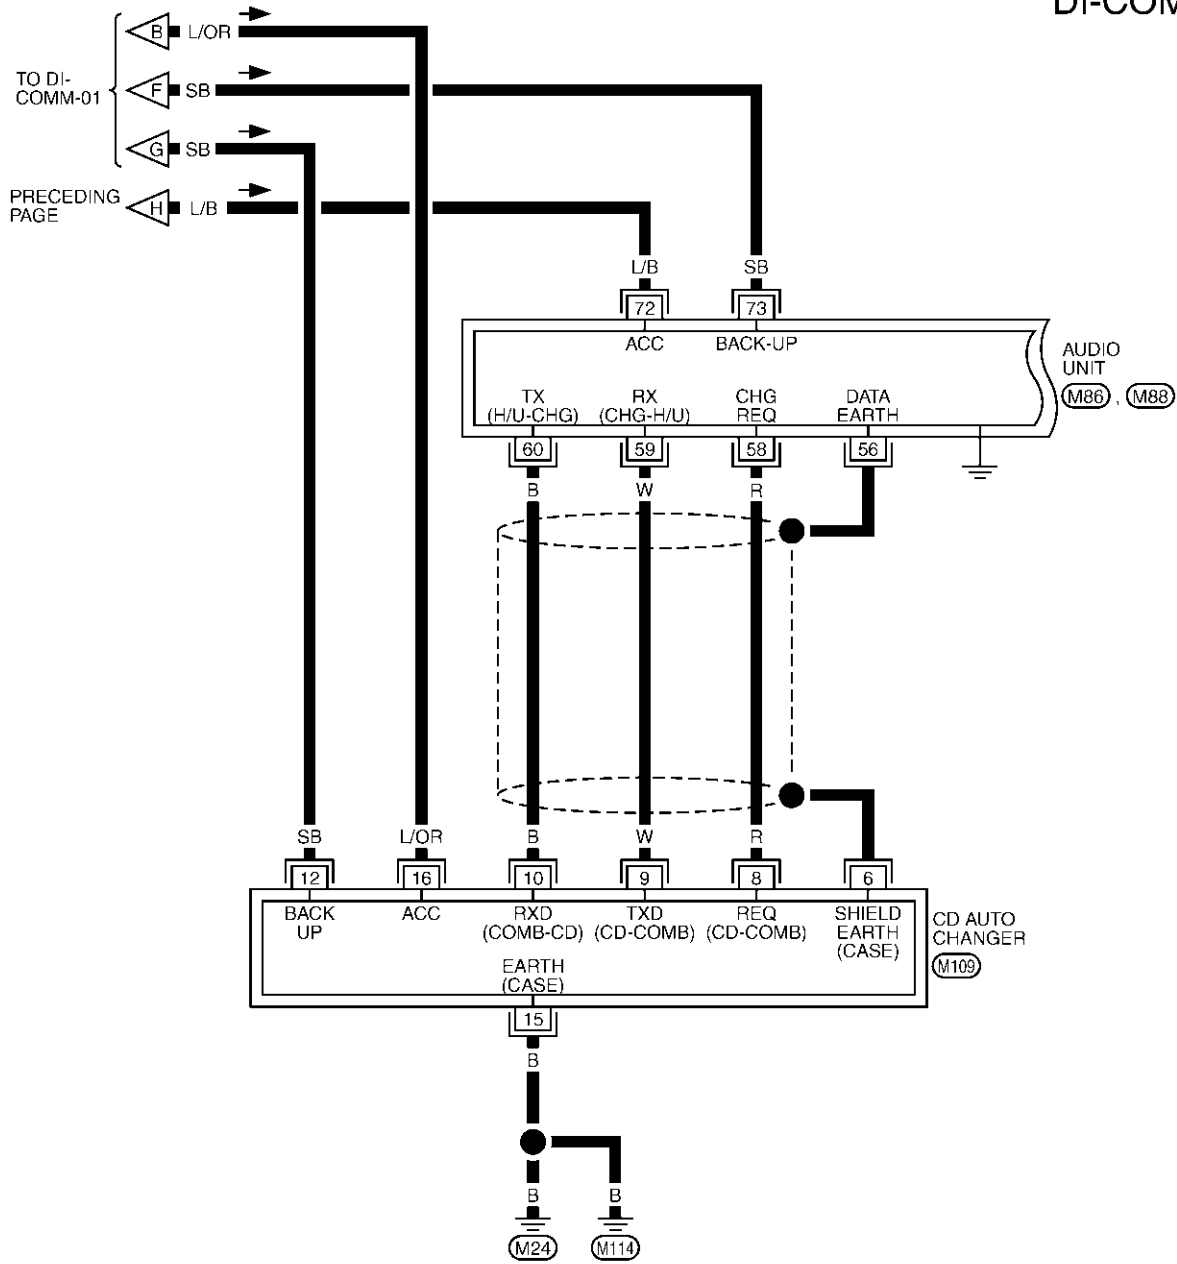 DI-COM
B L/OR
TO DI-
COMM-01
F SB
G SB
PRECEDING
PAGE
H L/B
L/B SB
72 73
ACC BACK-UP
AUDIO
UNIT
M86 , M88
TX
(H/U-CHG)
RX
(CHG-H/U)
CHG
REQ
DATA
EARTH
60 59 58 56
B W R
SB L/OR B W R
12 16 10 9 8 6
BACK
UP
ACC
RXD
(COMB-CD)
TXD
(CD-COMB)
REQ
(CD-COMB)
SHIELD
EARTH
(CASE)
CD AUTO
CHANGER
M109
EARTH
(CASE)
15
B
B B
M24 M114